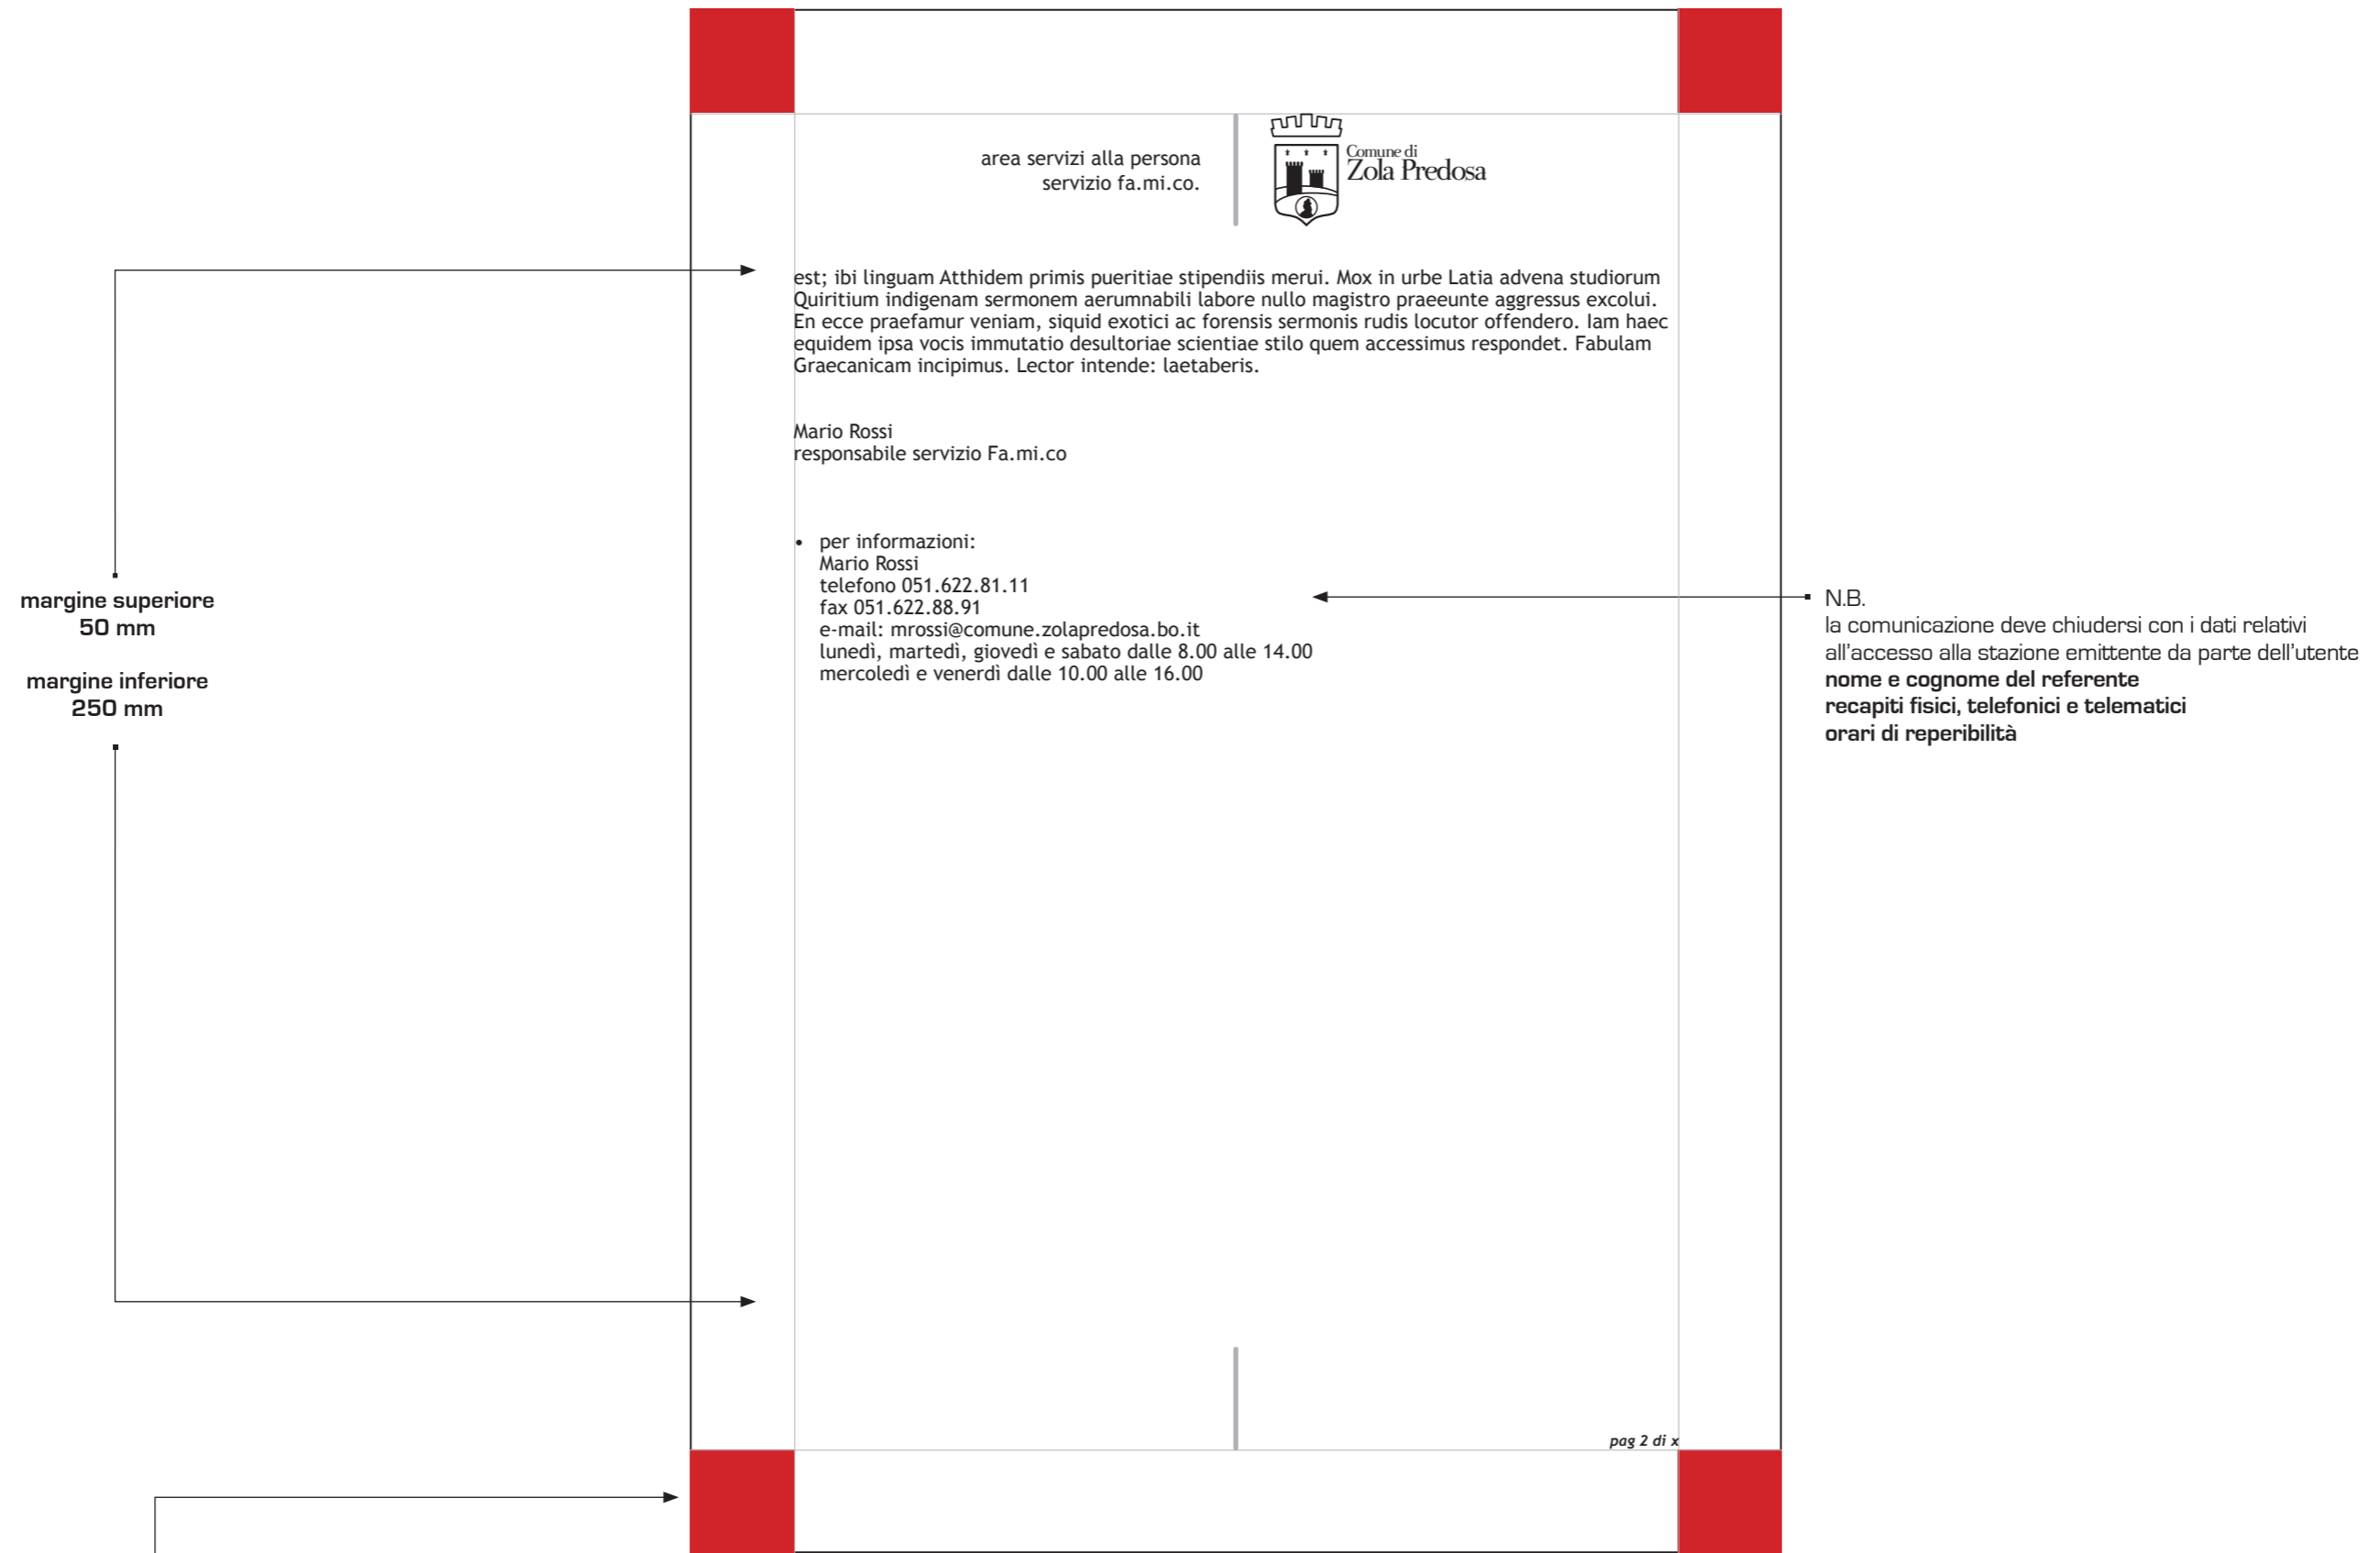 area servizi alla persona
servizio fa.mi.co.
Comune di
Zola Predosa
est; ibi linguam Atthidem primis pueritiae stipendiis merui. Mox in urbe Latia advena studiorum
Quiritium indigenam sermonem aerumnabili labore nullo magistro praeeunte aggressus excolui.
En ecce praefamur veniam, siquid exotici ac forensis sermonis rudis locutor offendero. Iam haec
equidem ipsa vocis immutatio desultoriae scientiae stilo quem accessimus respondet. Fabulam
Graecanicam incipimus. Lector intende: laetaberis.
Mario Rossi
responsabile servizio Fa.mi.co
• per informazioni:
Mario Rossi
telefono 051.622.81.11
fax 051.622.88.91
e-mail: mrossi@comune.zolapredosa.bo.it
lunedì, martedì, giovedì e sabato dalle 8.00 alle 14.00
mercoledì e venerdì dalle 10.00 alle 16.00
margine superiore
50 mm
margine inferiore
250 mm
N.B.
la comunicazione deve chiudersi con i dati relativi
all'accesso alla stazione emittente da parte dell'utente
nome e cognome del referente
recapiti fisici, telefonici e telematici
orari di reperibilità
pag 2 di x